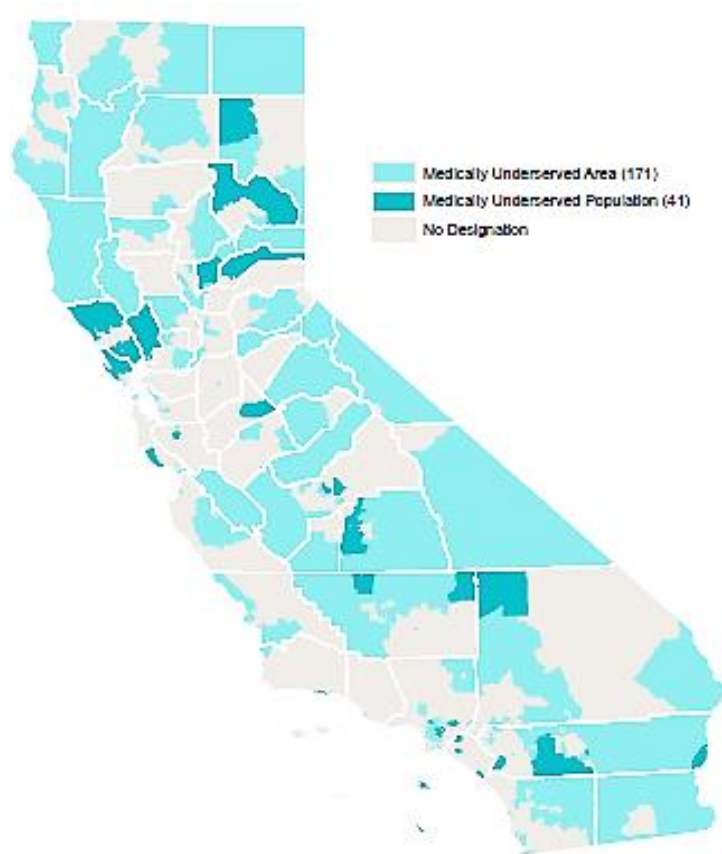 Medically Underserved Area (171)
Medically Underserved Population (41)
No Designation